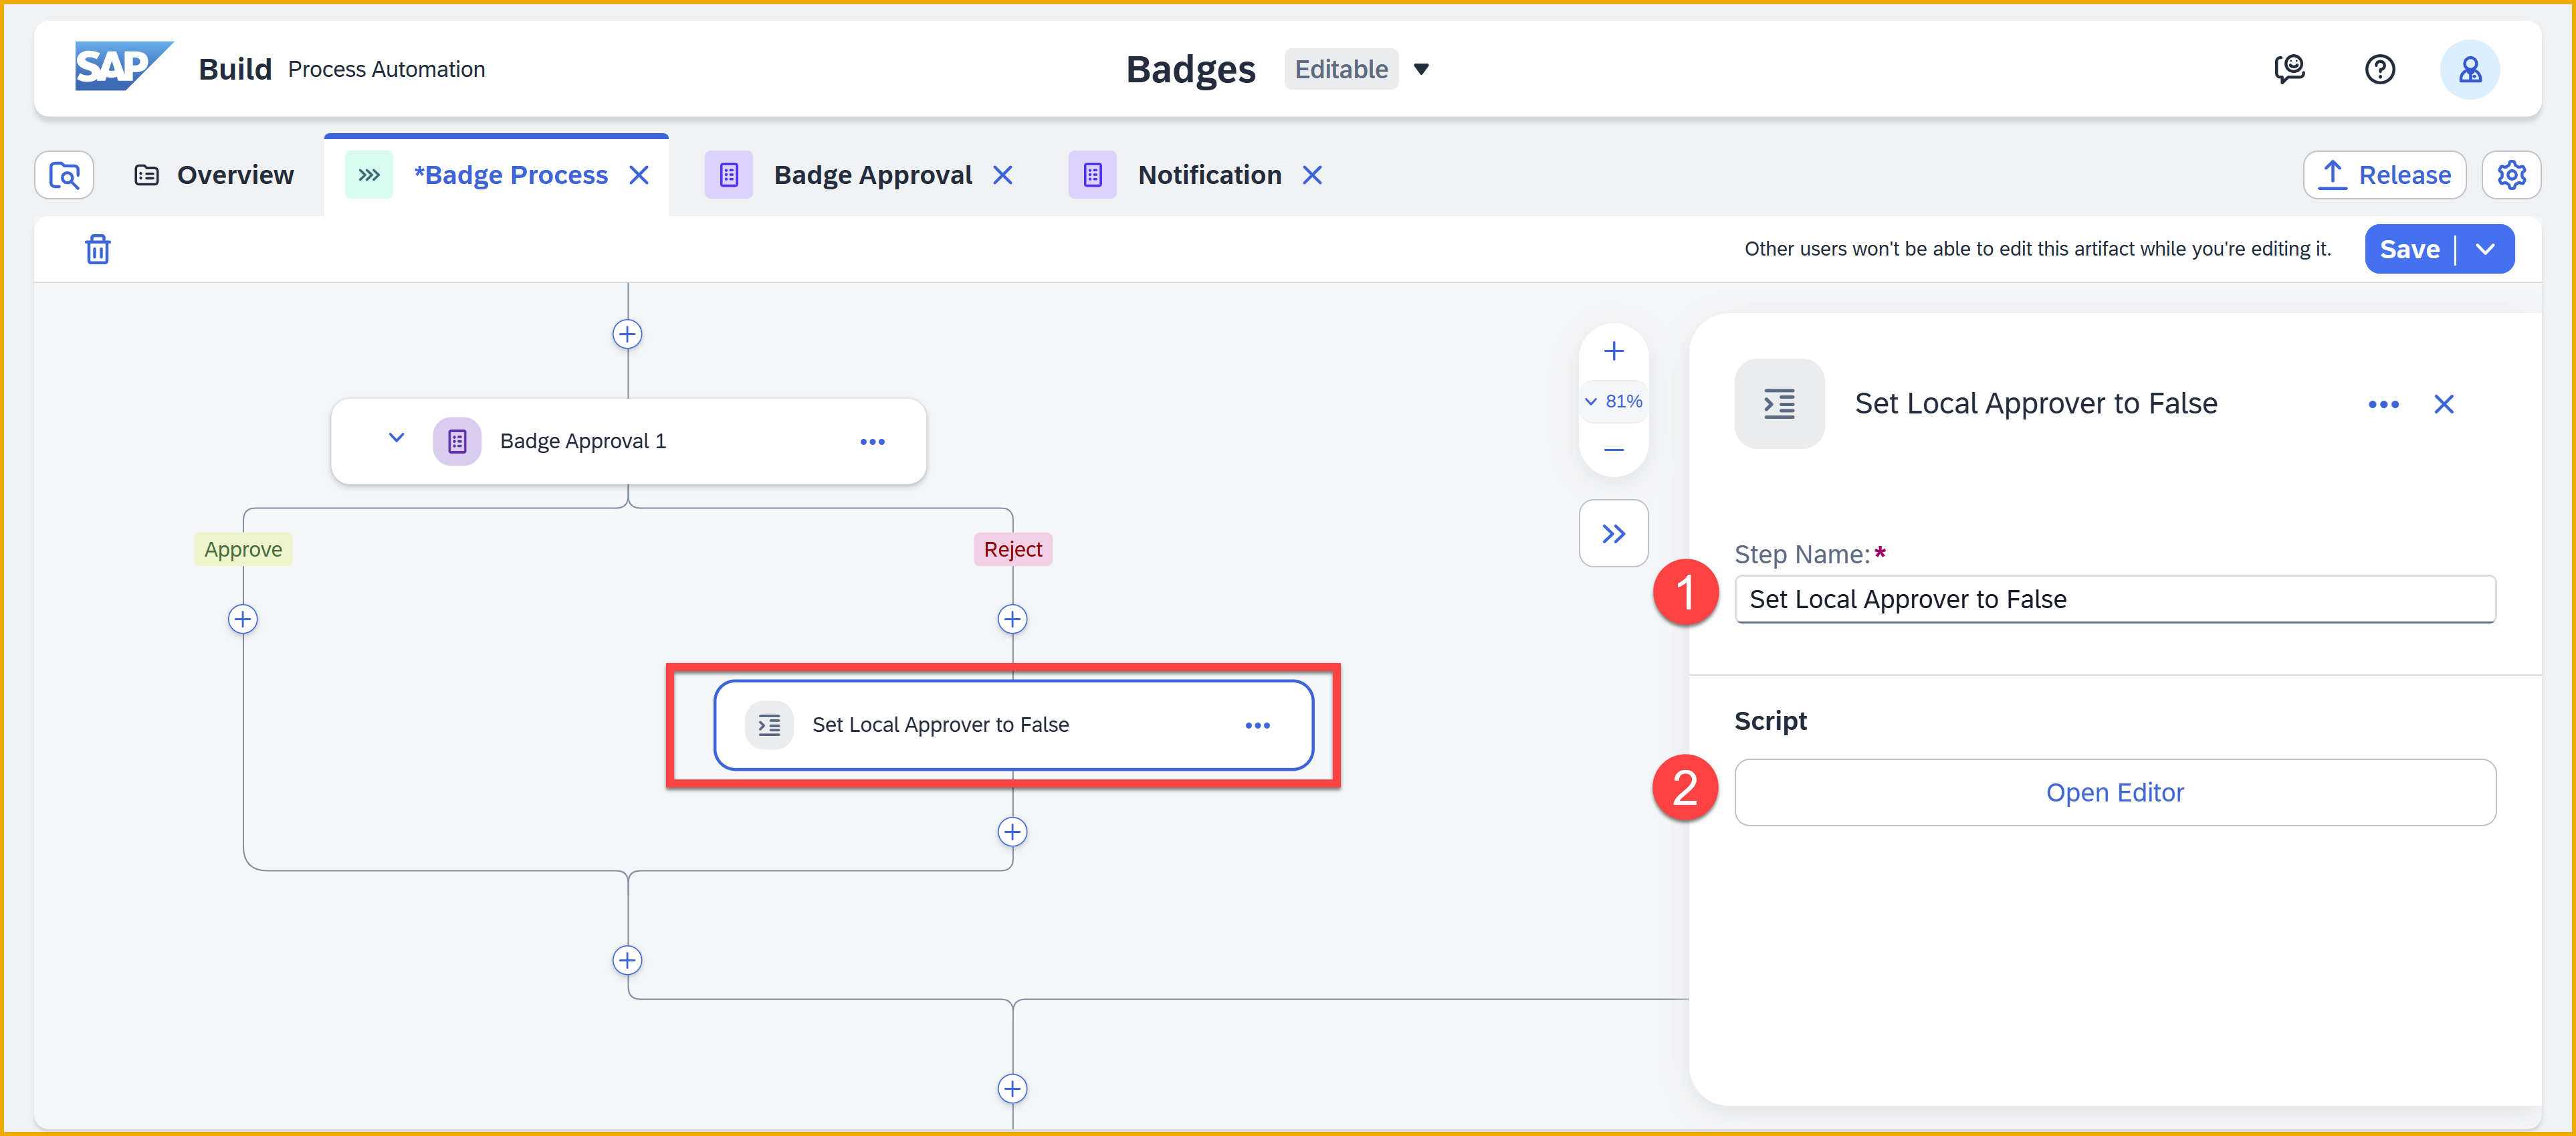 SAP Build Process Automation
Badges Editable
Overview
*Badge Process
Badge Approval
Notification
Release
Other users won't be able to edit this artifact while you're editing it.
Save
Badge Approval 1
Approve
Reject
Set Local Approver to False
81%
Set Local Approver to False
1
Step Name:*
Set Local Approver to False
Script
2
Open Editor